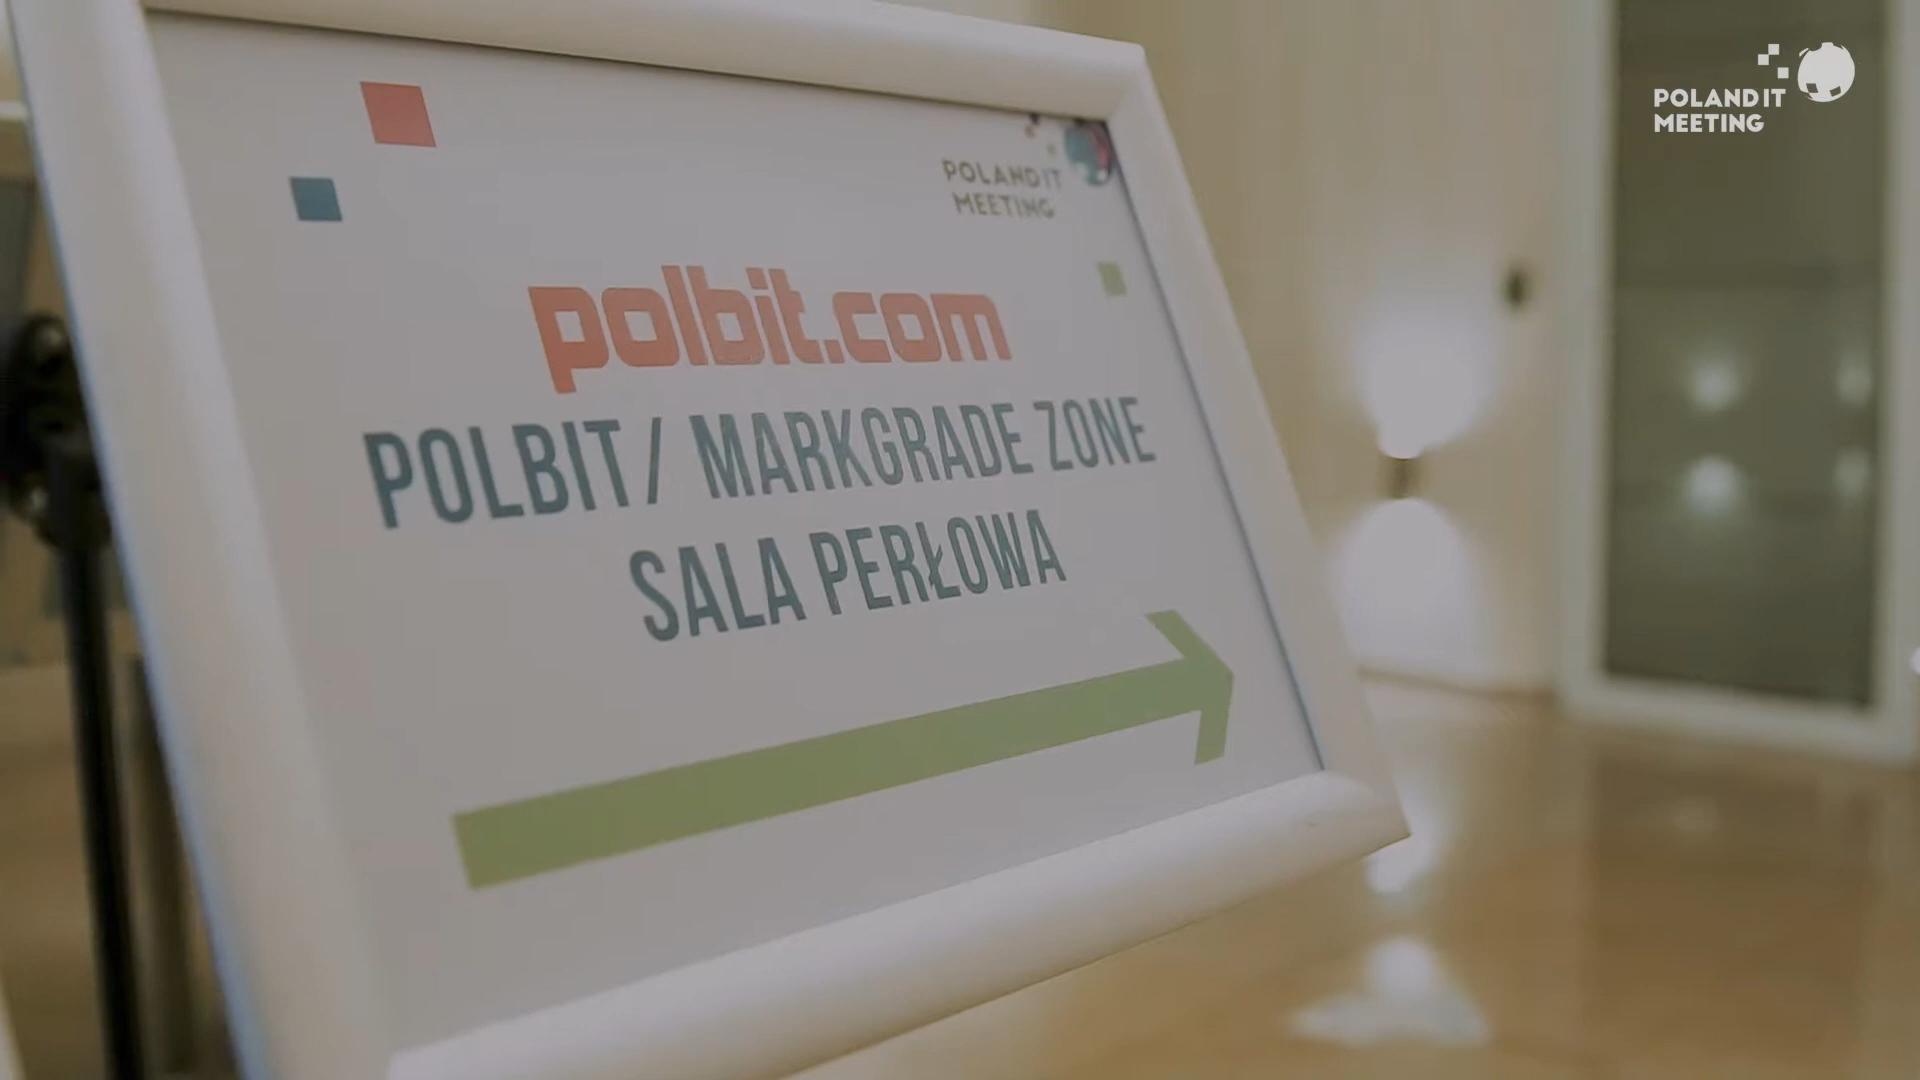 POLAND IT
MEETING
POLAND IT
MEETING
polbit.com
POLBIT/ MARKGRADE ZONE
SALA PERŁOWA